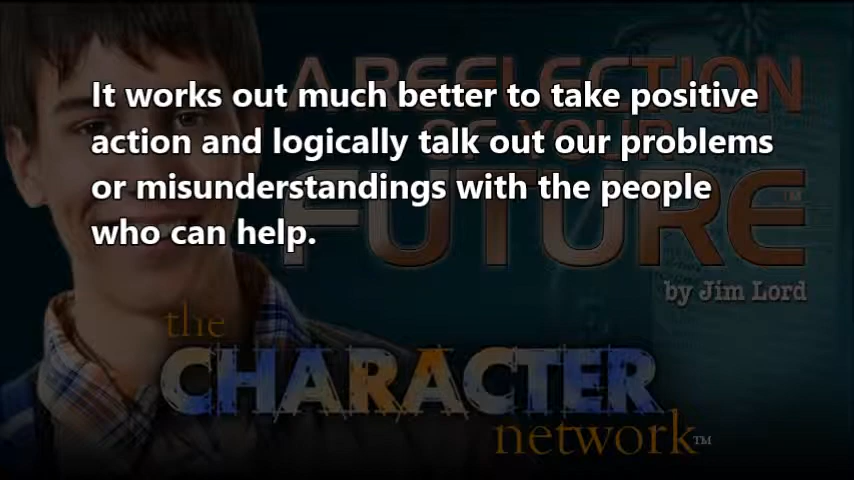 It works out much better to take positive
action and logically talk out our problems
or misunderstandings with the people
who can help.
A REFLECTION
OF YOUR
FUTURE
by Jim Lord
the
CHARACTER
network™